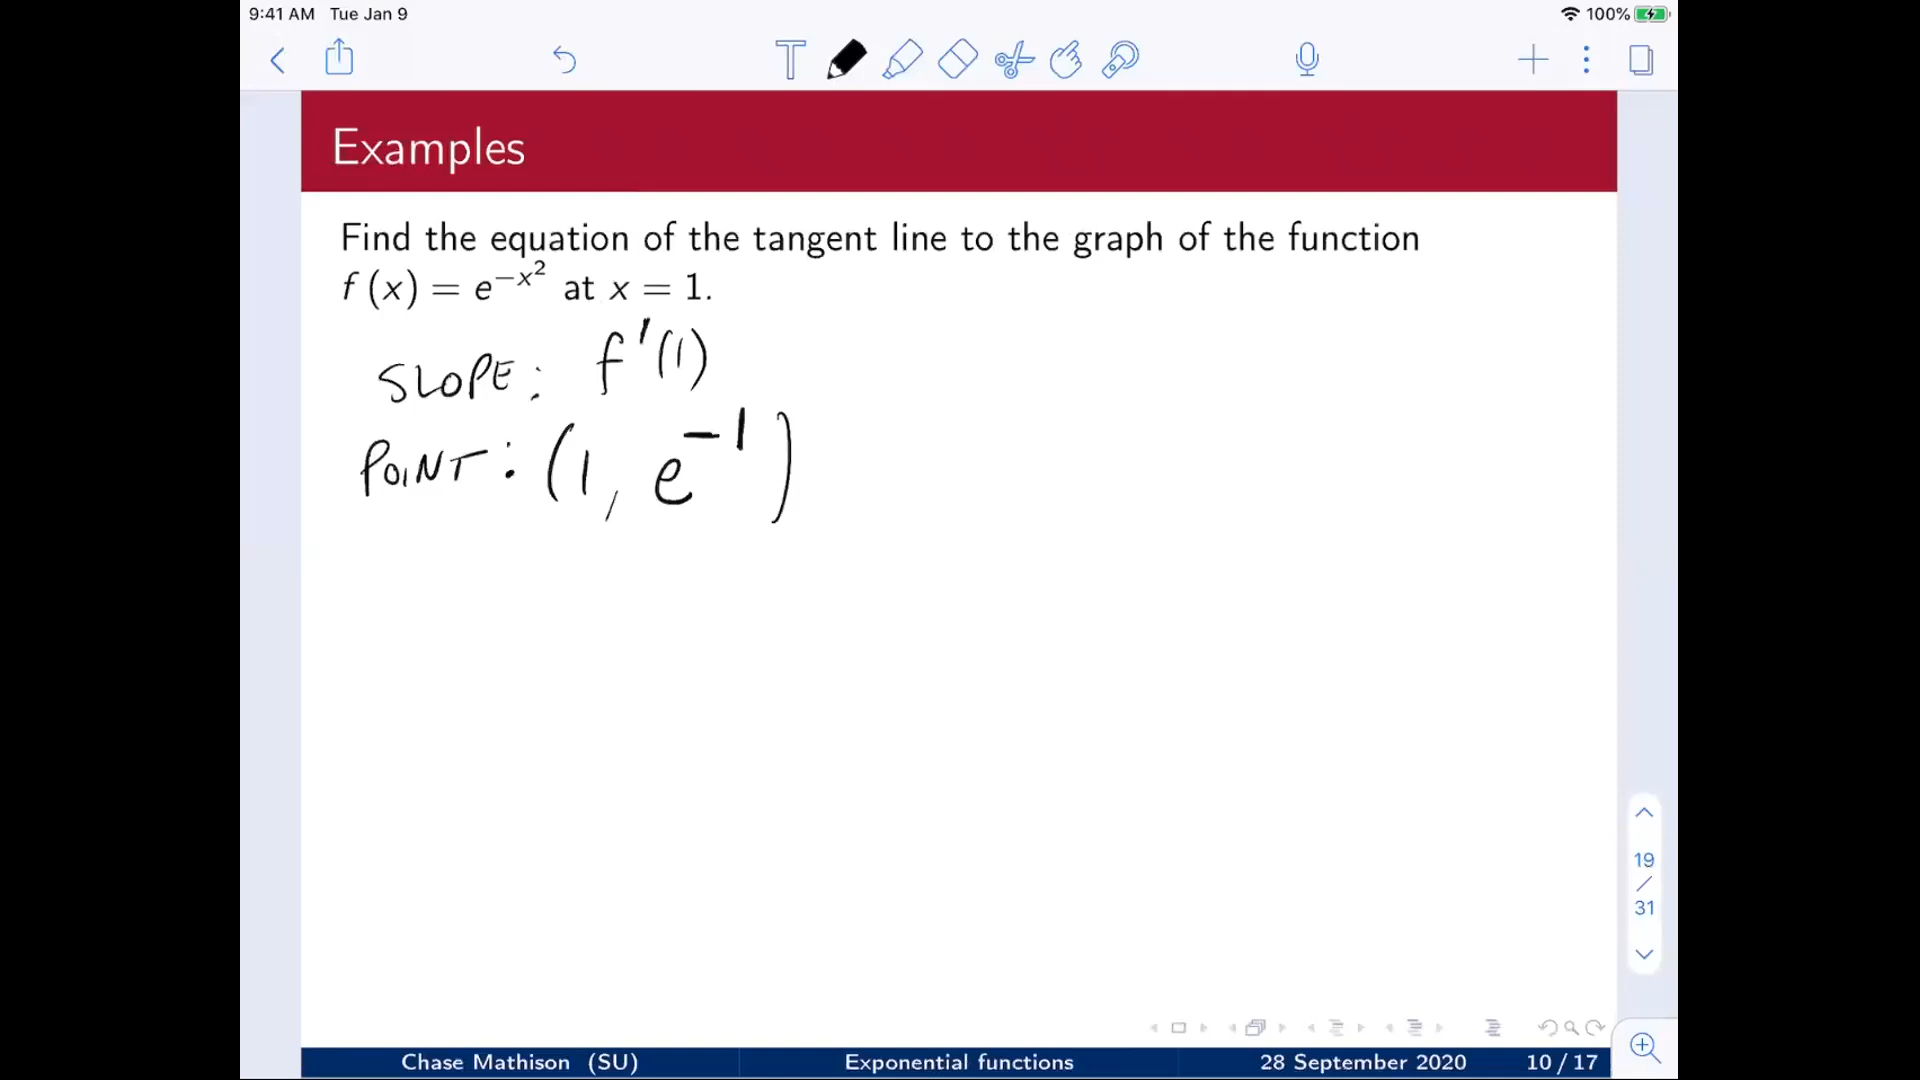 9:41 AM Tue Jan 9
100%
Examples
Find the equation of the tangent line to the graph of the function
f (x) = e^{-x^2} at x = 1.
SLOPE: f'(1)
POINT: (1, e^{-1})
19
/
31
Chase Mathison (SU) Exponential functions 28 September 2020 10 / 17